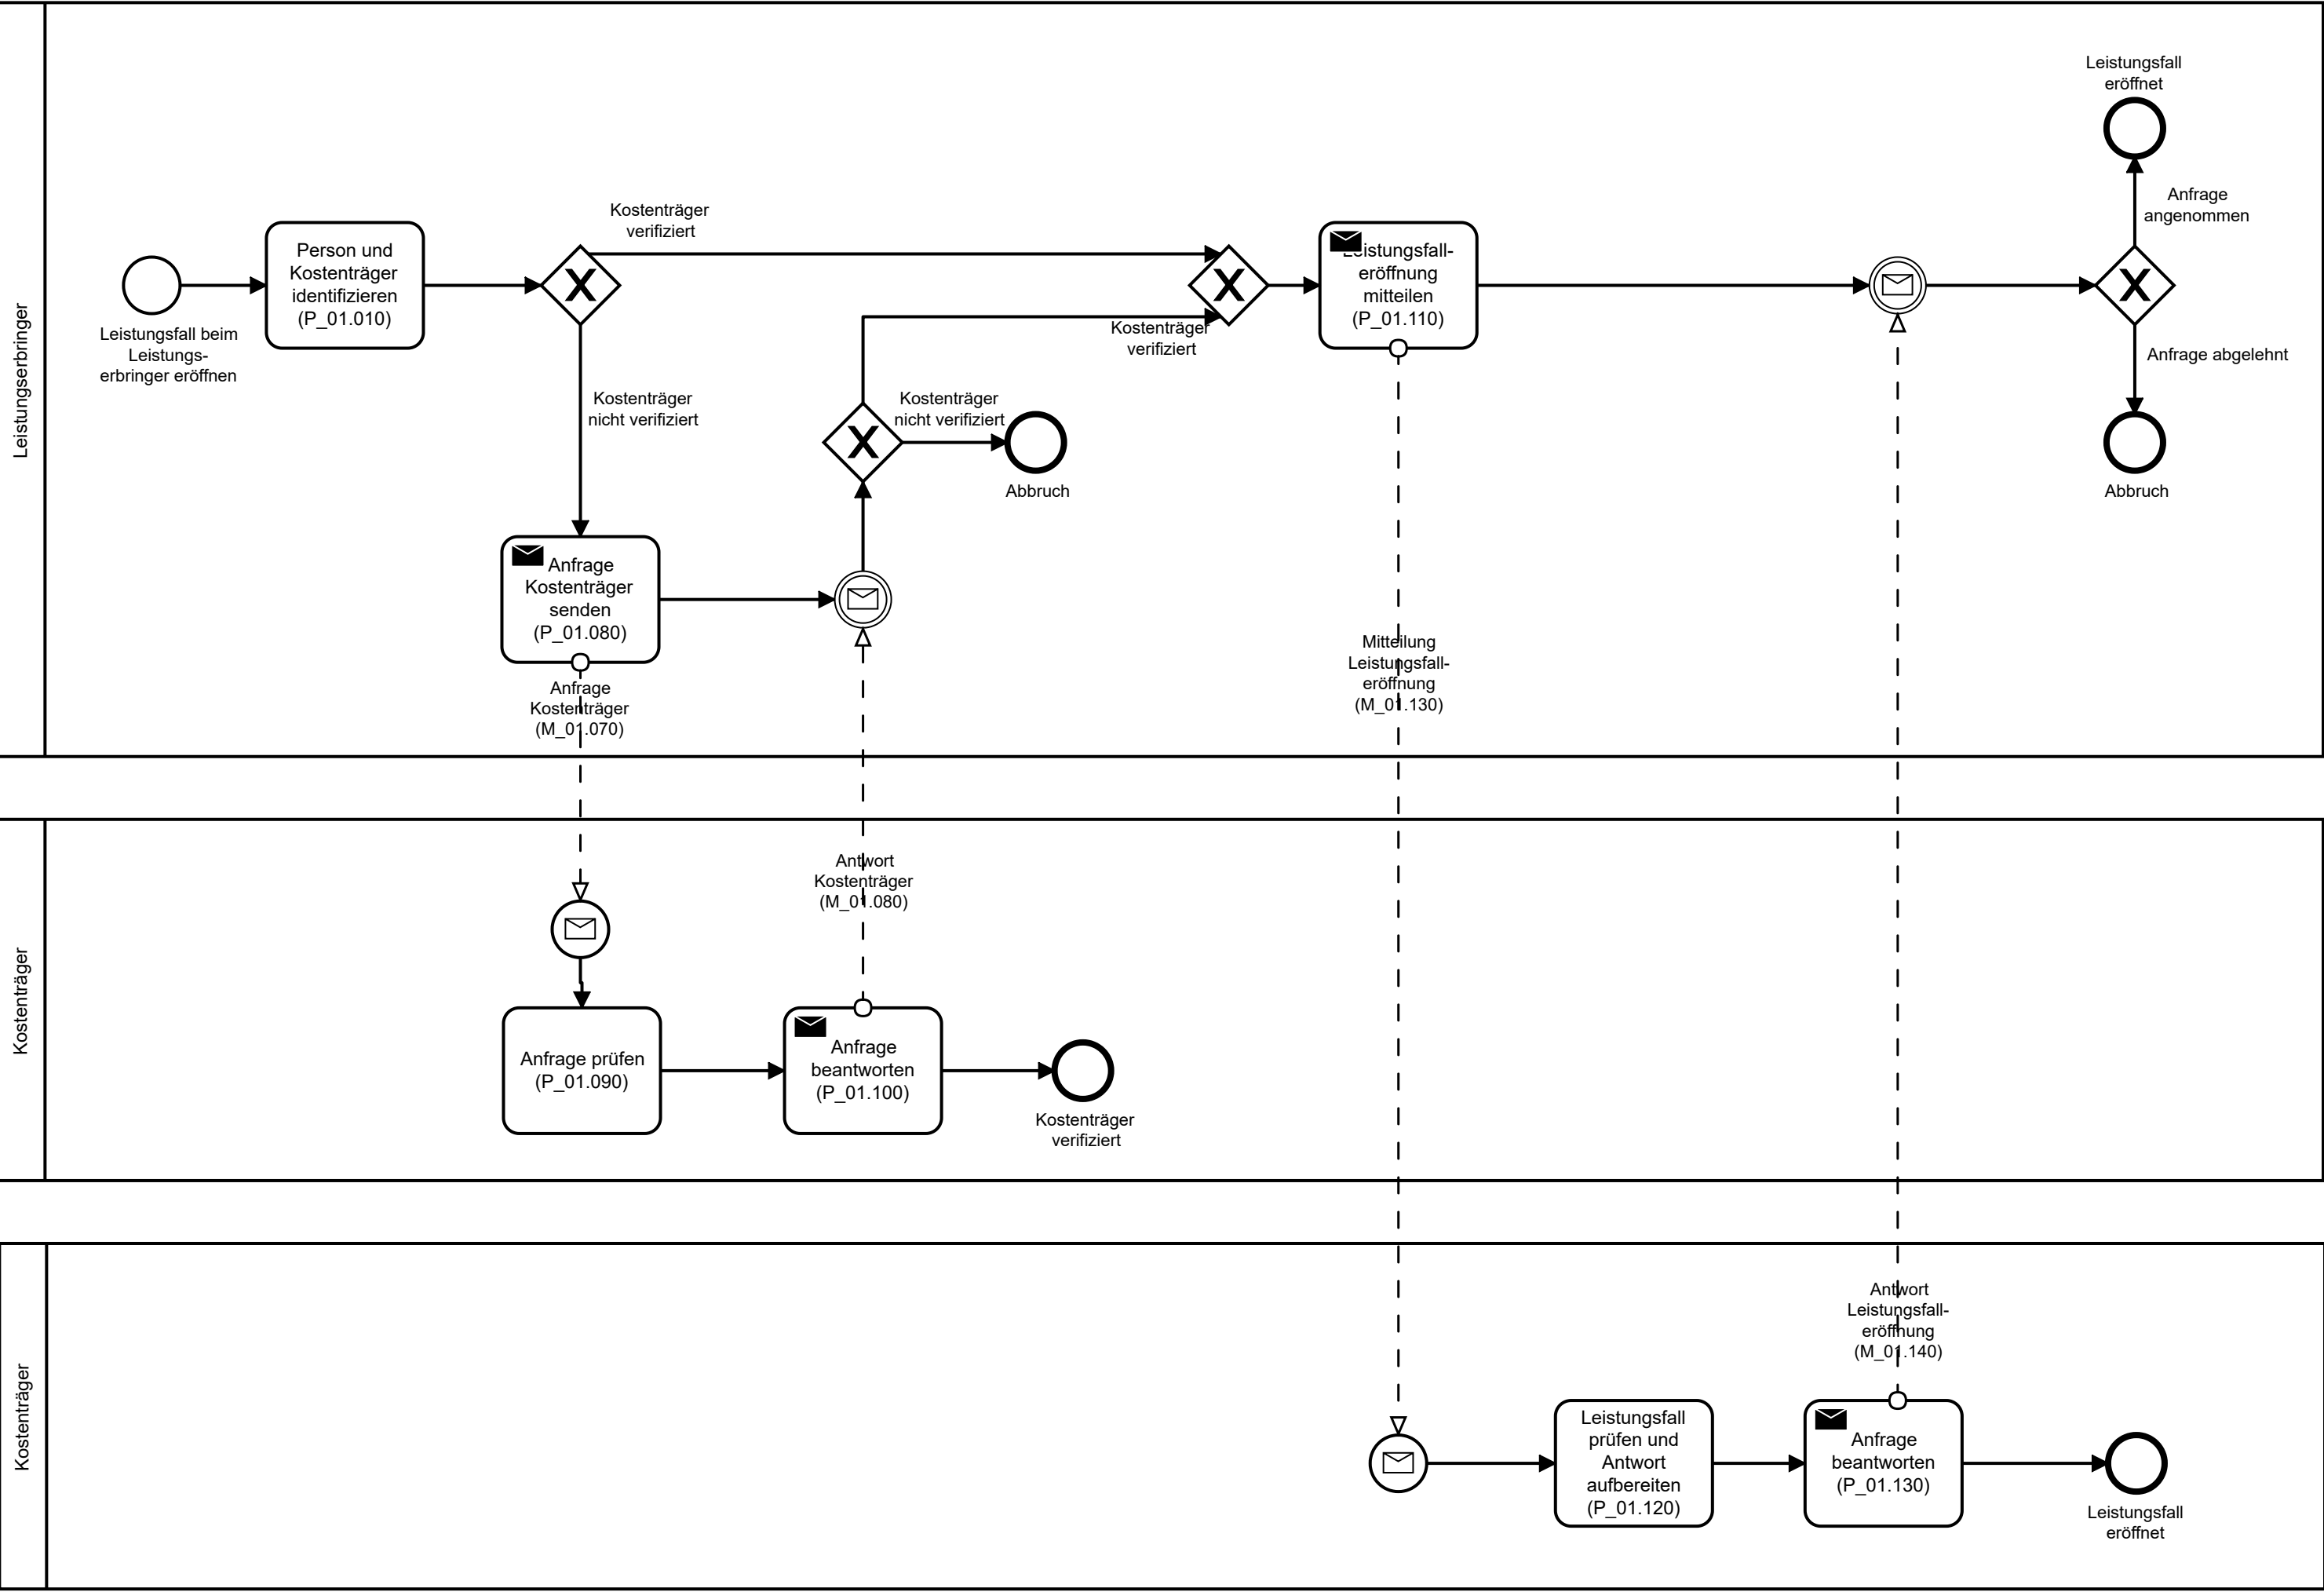 Leistungserbringer
Leistungsfall beim
Leistungs-
erbringer eröffnen
Person und
Kostenträger
identifizieren
(P_01.010)
Kostenträger
verifiziert
Kostenträger
nicht verifiziert
Anfrage
Kostenträger
senden
(P_01.080)
Anfrage
Kostenträger
(M_01.070)
Kostenträger
nicht verifiziert
Abbruch
Kostenträger
verifiziert
Leistungsfall-
eröffnung
mitteilen
(P_01.110)
Mitteilung
Leistungsfall-
eröffnung
(M_01.130)
Leistungsfall
eröffnet
Anfrage
angenommen
Anfrage abgelehnt
Abbruch
Kostenträger
Antwort
Kostenträger
(M_01.080)
Anfrage prüfen
(P_01.090)
Anfrage
beantworten
(P_01.100)
Kostenträger
verifiziert
Kostenträger
Antwort
Leistungsfall-
eröffnung
(M_01.140)
Leistungsfall
prüfen und
Antwort
aufbereiten
(P_01.120)
Anfrage
beantworten
(P_01.130)
Leistungsfall
eröffnet